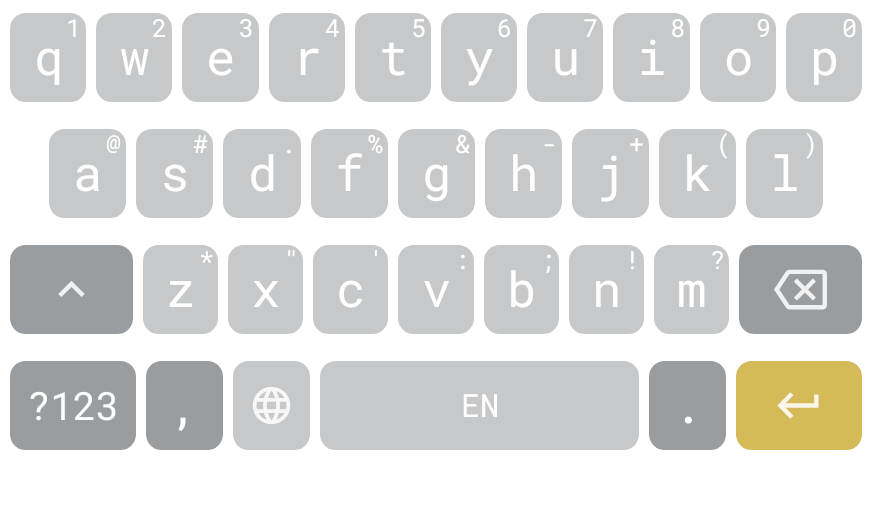 q1 w2 e3 r4 t5 y6 u7 i8 o9 p0
a@ s# d. f% g& h- j+ k( l)
z* x" c' v: b; n! m?
?123 , EN .